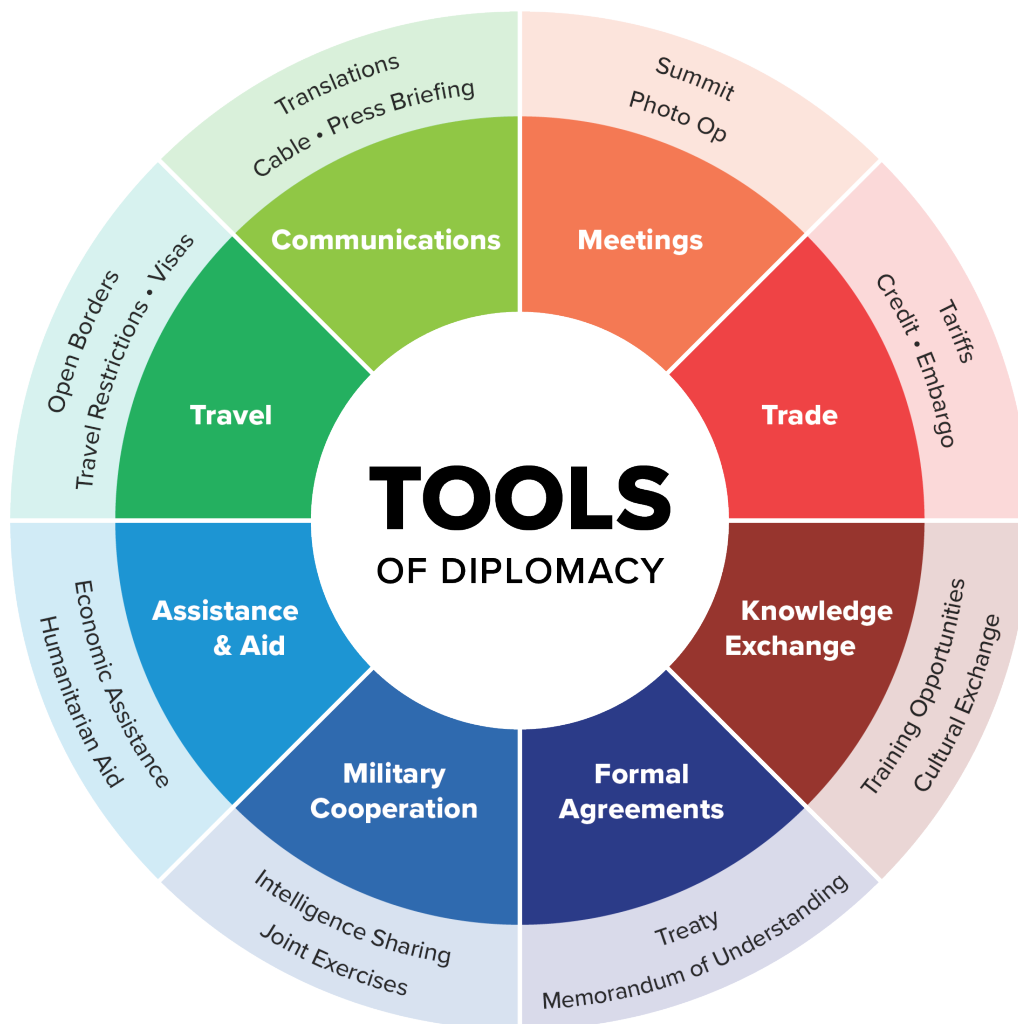 TOOLS
OF DIPLOMACY
Meetings
Summit
Photo Op
Trade
Tariffs
Credit • Embargo
Knowledge
Exchange
Training Opportunities
Cultural Exchange
Formal
Agreements
Treaty
Memorandum of Understanding
Military
Cooperation
Intelligence Sharing
Joint Exercises
Assistance
& Aid
Economic Assistance
Humanitarian Aid
Travel
Open Borders
Travel Restrictions • Visas
Communications
Translations
Cable • Press Briefing